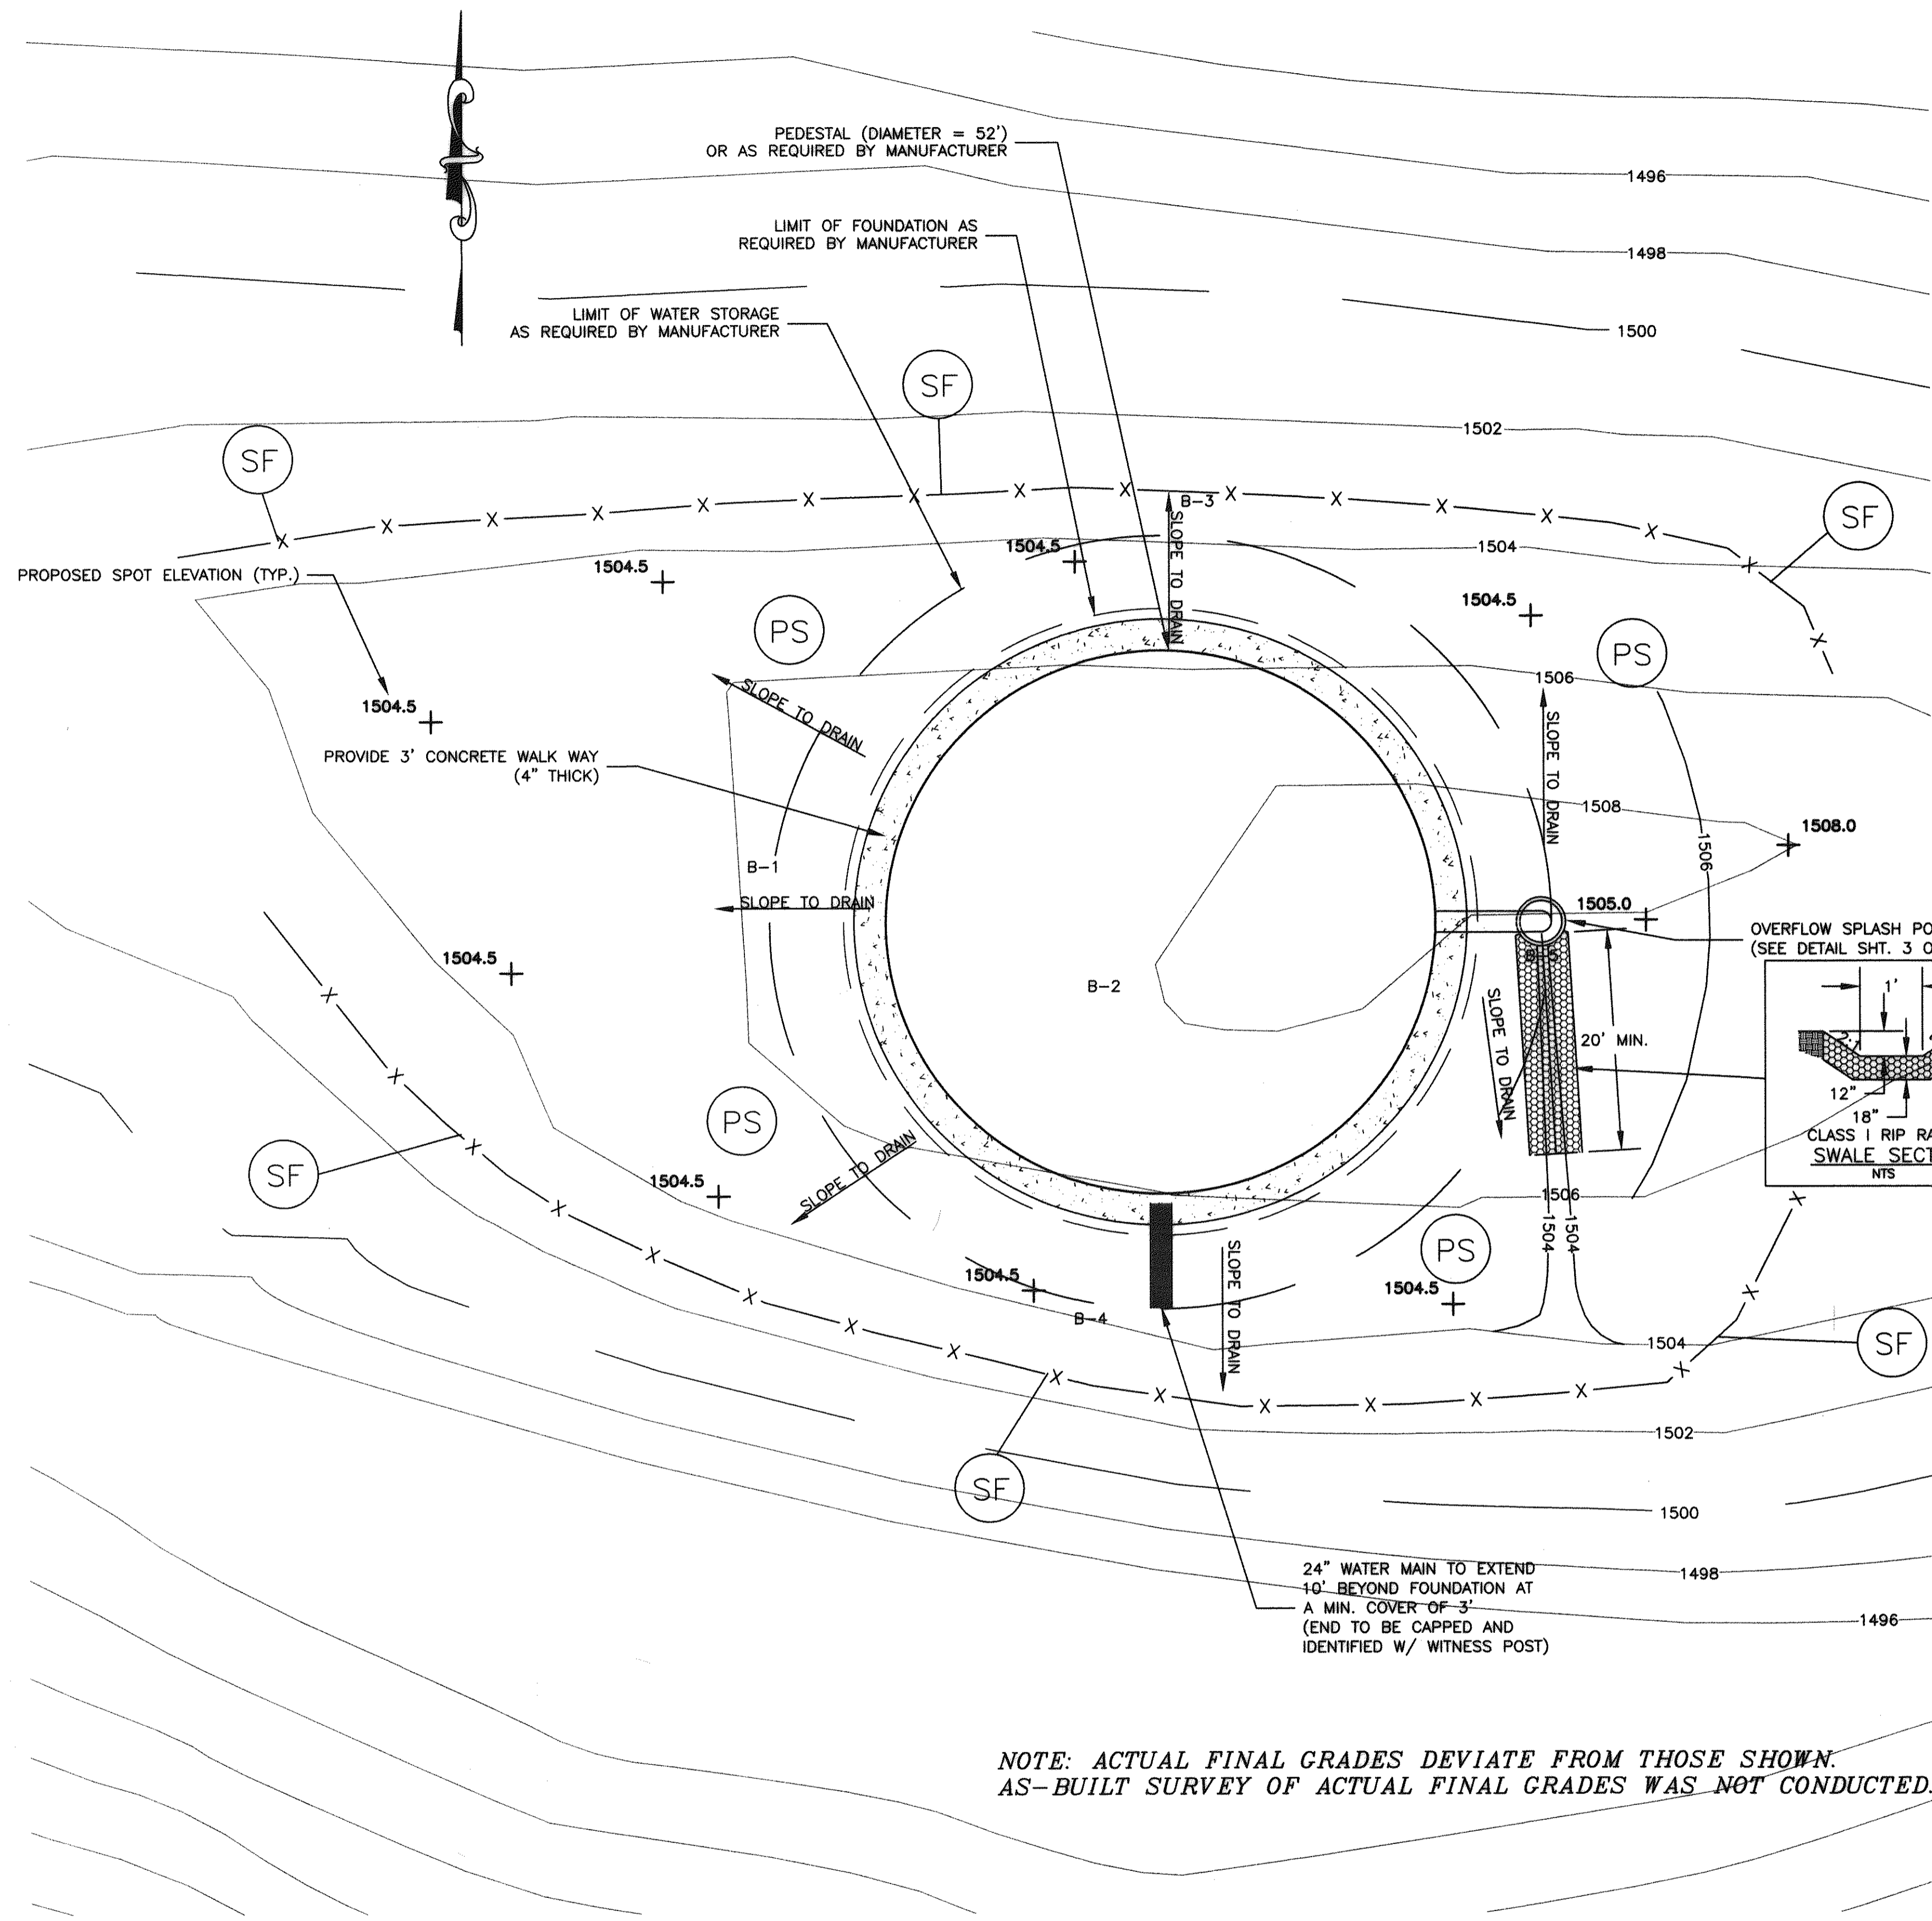 PEDESTAL (DIAMETER = 52')
OR AS REQUIRED BY MANUFACTURER
1496
LIMIT OF FOUNDATION AS
REQUIRED BY MANUFACTURER
1498
LIMIT OF WATER STORAGE
AS REQUIRED BY MANUFACTURER
1500
SF
1502
SF
B-3
SF
SLOPE TO DRAIN
1504.5
1504
PROPOSED SPOT ELEVATION (TYP.)
1504.5
1504.5
PS
PS
1506
SLOPE TO DRAIN
1504.5
SLOPE TO DRAIN
PROVIDE 3' CONCRETE WALK WAY
(4" THICK)
1508
1508.0
1506
B-1
SLOPE TO DRAIN
1505.0
OVERFLOW SPLASH PO
(SEE DETAIL SHT. 3 O
B-5
1504.5
B-2
SLOPE TO DRAIN
20' MIN.
1'
12"
18"
CLASS I RIP RA
SWALE SECT
NTS
PS
SLOPE TO DRAIN
SF
1504.5
1506
1504
1504
PS
SLOPE TO DRAIN
1504.5
1504.5
B-4
1504
SF
1502
SF
1500
24" WATER MAIN TO EXTEND
10' BEYOND FOUNDATION AT
A MIN. COVER OF 3'
(END TO BE CAPPED AND
IDENTIFIED W/ WITNESS POST)
1498
1496
NOTE: ACTUAL FINAL GRADES DEVIATE FROM THOSE SHOWN.
AS-BUILT SURVEY OF ACTUAL FINAL GRADES WAS NOT CONDUCTED.